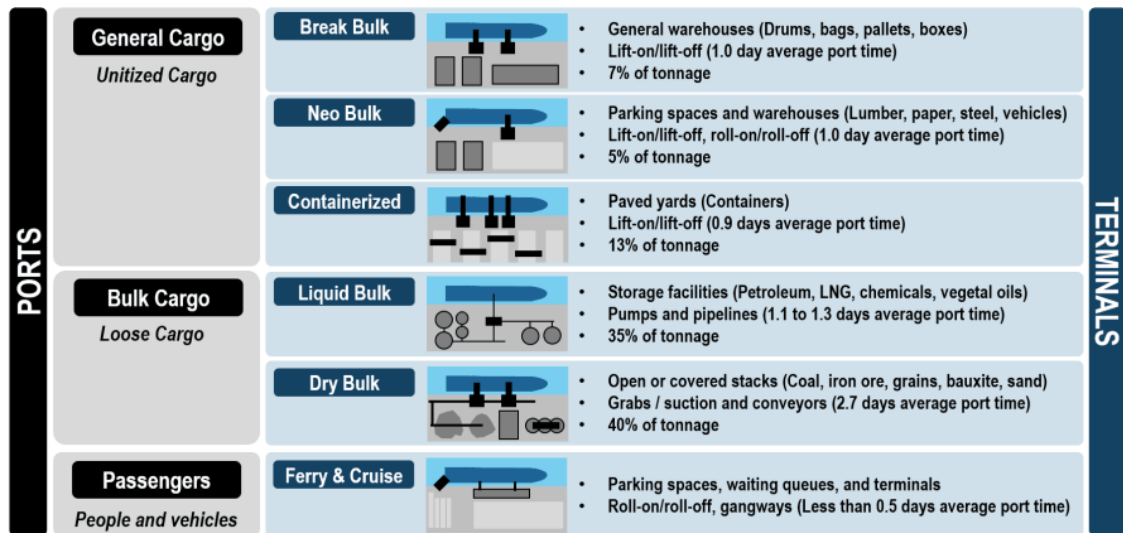 PORTS
General Cargo
Unitized Cargo
Break Bulk
• General warehouses (Drums, bags, pallets, boxes)
• Lift-on/lift-off (1.0 day average port time)
• 7% of tonnage
Neo Bulk
• Parking spaces and warehouses (Lumber, paper, steel, vehicles)
• Lift-on/lift-off, roll-on/roll-off (1.0 day average port time)
• 5% of tonnage
Containerized
• Paved yards (Containers)
• Lift-on/lift-off (0.9 days average port time)
• 13% of tonnage
Bulk Cargo
Loose Cargo
Liquid Bulk
• Storage facilities (Petroleum, LNG, chemicals, vegetal oils)
• Pumps and pipelines (1.1 to 1.3 days average port time)
• 35% of tonnage
Dry Bulk
• Open or covered stacks (Coal, iron ore, grains, bauxite, sand)
• Grabs / suction and conveyors (2.7 days average port time)
• 40% of tonnage
Passengers
People and vehicles
Ferry & Cruise
• Parking spaces, waiting queues, and terminals
• Roll-on/roll-off, gangways (Less than 0.5 days average port time)
TERMINALS